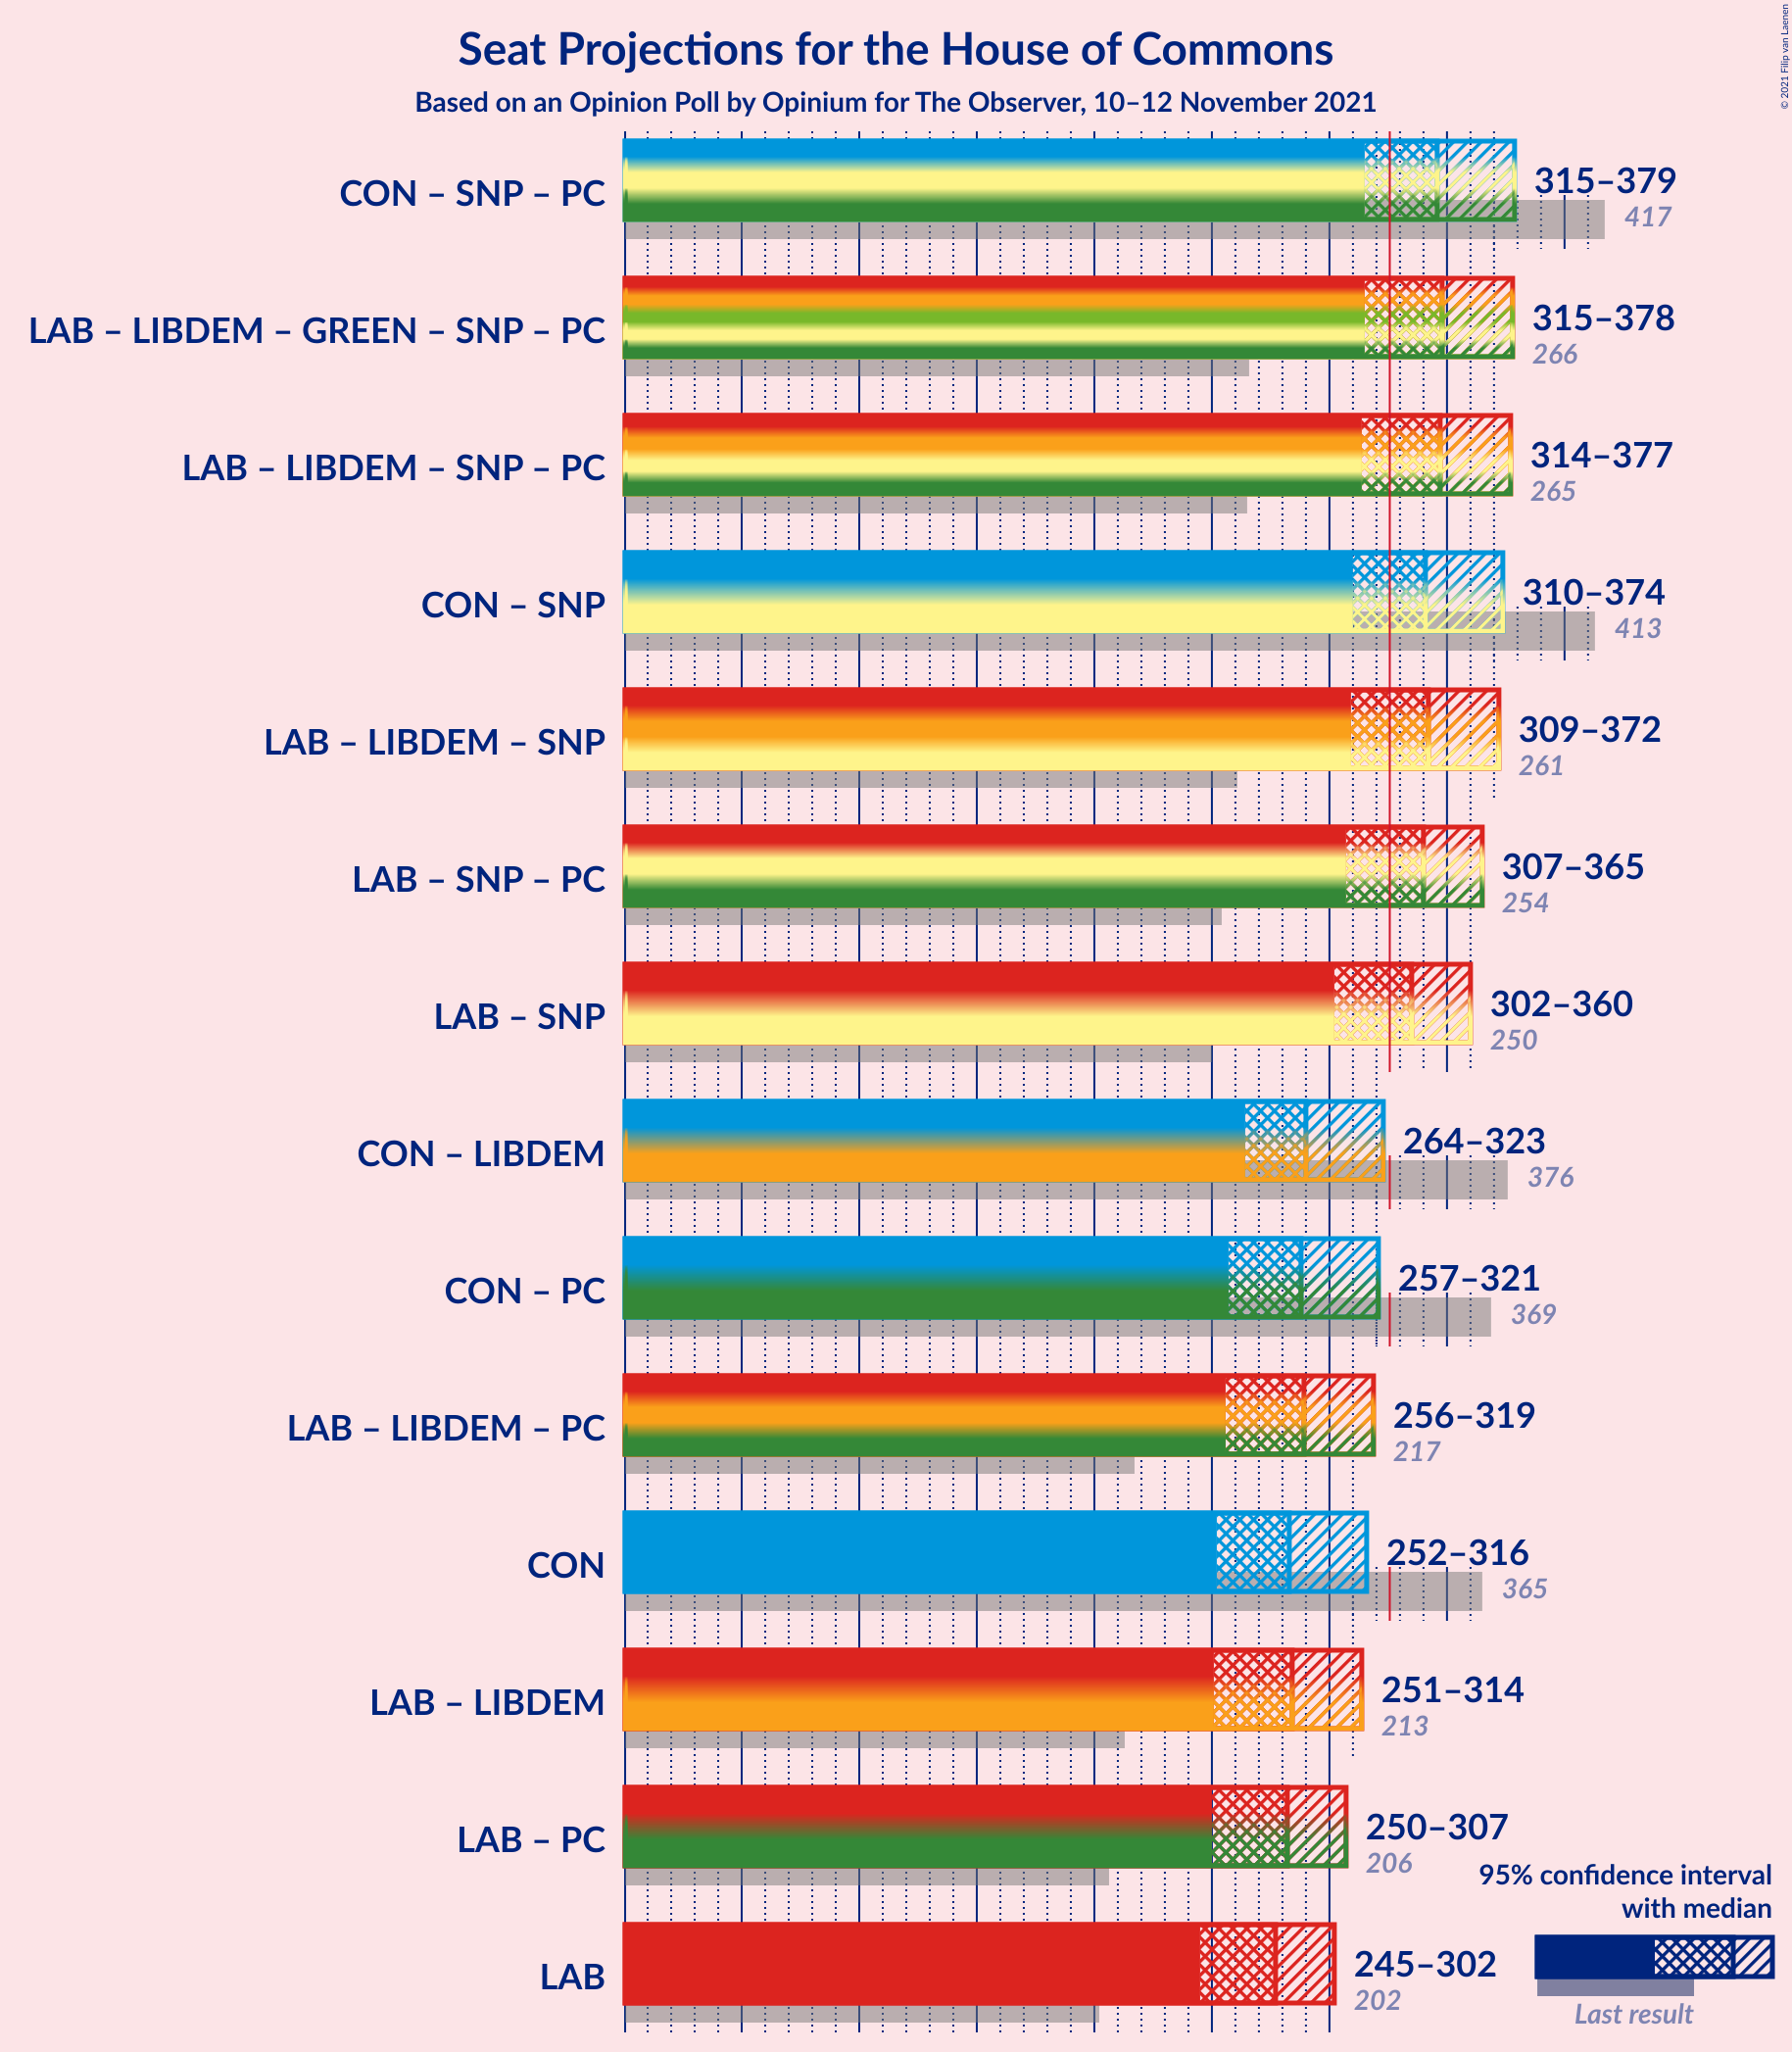 Seat Projections for the House of Commons
Based on an Opinion Poll by Opinium for The Observer, 10–12 November 2021
© 2021 Filip van Laenen
CON – SNP – PC
315–379
417
LAB – LIBDEM – GREEN – SNP – PC
315–378
266
LAB – LIBDEM – SNP – PC
314–377
265
CON – SNP
310–374
413
LAB – LIBDEM – SNP
309–372
261
LAB – SNP – PC
307–365
254
LAB – SNP
302–360
250
CON – LIBDEM
264–323
376
CON – PC
257–321
369
LAB – LIBDEM – PC
256–319
217
CON
252–316
365
LAB – LIBDEM
251–314
213
LAB – PC
250–307
206
LAB
245–302
202
95% confidence interval
with median
Last result